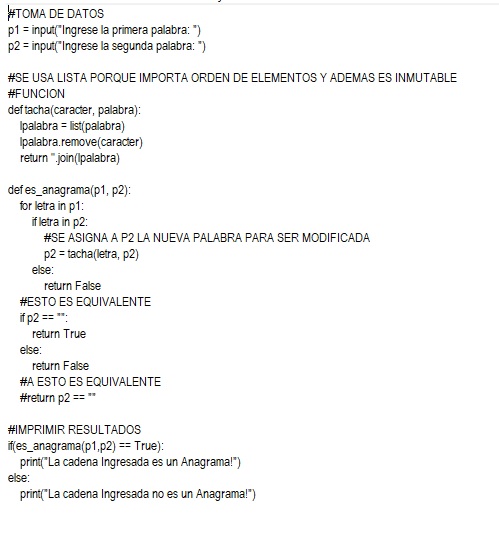 #TOMA DE DATOS
p1 = input("Ingrese la primera palabra: ")
p2 = input("Ingrese la segunda palabra: ")

#SE USA LISTA PORQUE IMPORTA ORDEN DE ELEMENTOS Y ADEMAS ES INMUTABLE
#FUNCION
def tacha(caracter, palabra):
    lpalabra = list(palabra)
    lpalabra.remove(caracter)
    return ''.join(lpalabra)

def es_anagrama(p1, p2):
    for letra in p1:
        if letra in p2:
            #SE ASIGNA A P2 LA NUEVA PALABRA PARA SER MODIFICADA
            p2 = tacha(letra, p2)
        else:
            return False
    #ESTO ES EQUIVALENTE
    if p2 == "":
        return True
    else:
        return False
    #A ESTO ES EQUIVALENTE
    #return p2 == ""

#IMPRIMIR RESULTADOS
if(es_anagrama(p1,p2) == True):
    print("La cadena Ingresada es un Anagrama!")
else:
    print("La cadena Ingresada no es un Anagrama!")